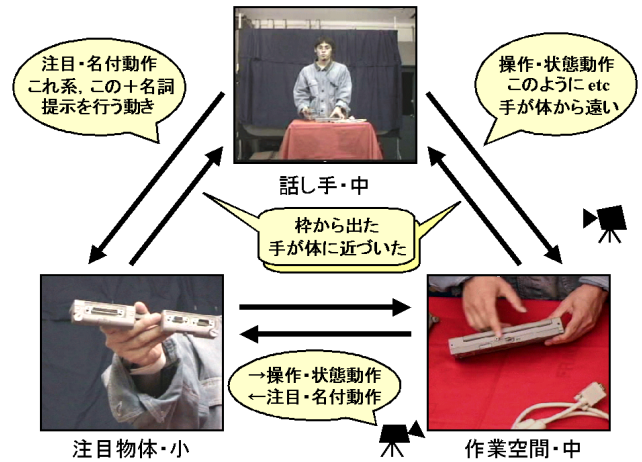 注目・名付動作
これ系，この＋名詞
提示を行う動き
操作・状態動作
このように etc
手が体から遠い
話し手・中
枠から出た
手が体に近づいた
→操作・状態動作
←注目・名付動作
注目物体・小
作業空間・中